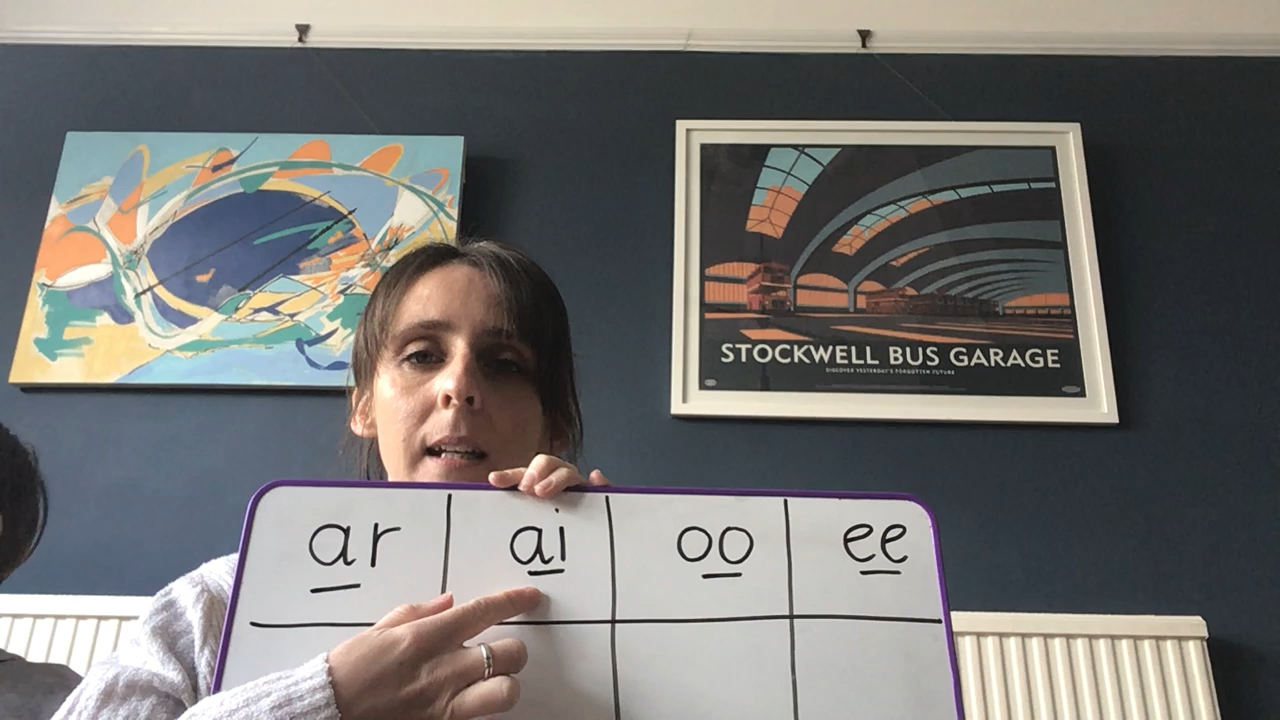 STOCKWELL BUS GARAGE
DISCOVER YESTERDAY'S FORGOTTEN FUTURE
ar ai oo ee